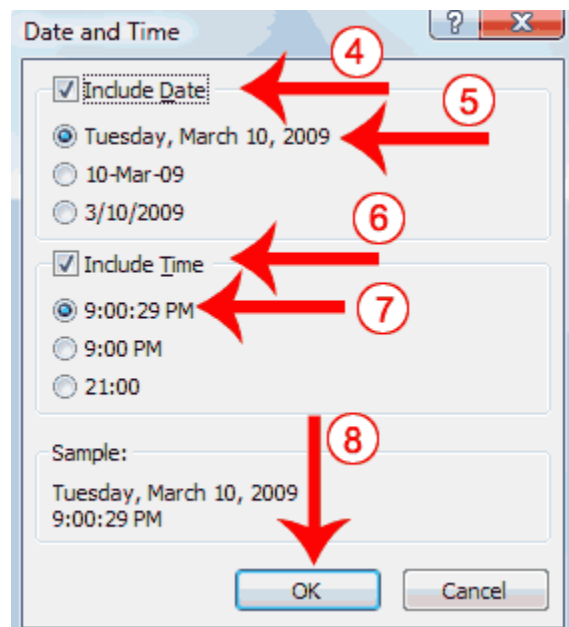 Date and Time ? X
4
Include Date
5
Tuesday, March 10, 2009
10-Mar-09
3/10/2009
6
Include Time
7
9:00:29 PM
9:00 PM
21:00
8
Sample:
Tuesday, March 10, 2009
9:00:29 PM
OK Cancel